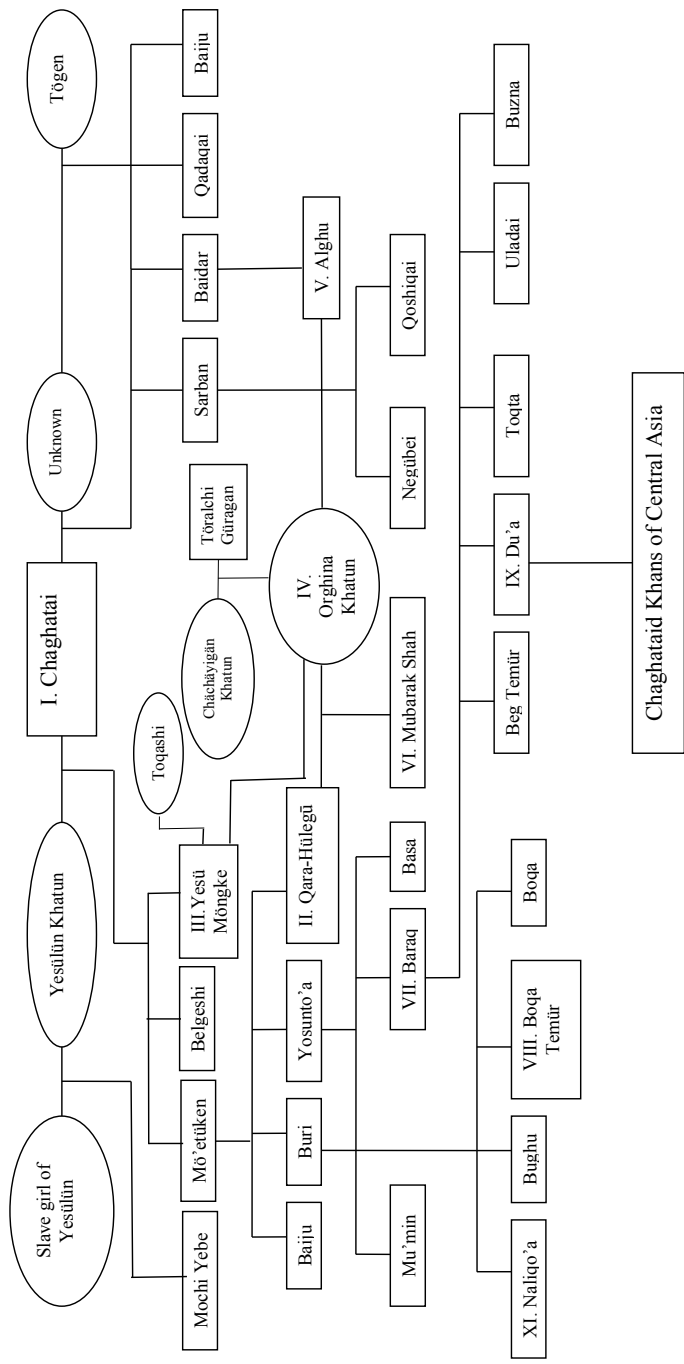 Slave girl of
Yesülün
Yesülün Khatun
I. Chaghatai
Unknown
Tögen
Mochi Yebe
Mö'etüken
Belgeshi
III.Yesü
Möngke
Toqashi
Chächäyigän
Khatun
Töralchi
Güragan
Sarban
Baidar
Qadaqai
Baiju
Baiju
Buri
Yosunto'a
II. Qara-Hülegü
IV.
Orghina
Khatun
V. Alghu
Mu'min
VII. Baraq
Basa
VI. Mubarak Shah
Negübei
Qoshiqai
XI. Naliqo'a
Bughu
VIII. Boqa
Temür
Boqa
Beg Temür
IX. Du'a
Toqta
Uladai
Buzna
Chaghataid Khans of Central Asia